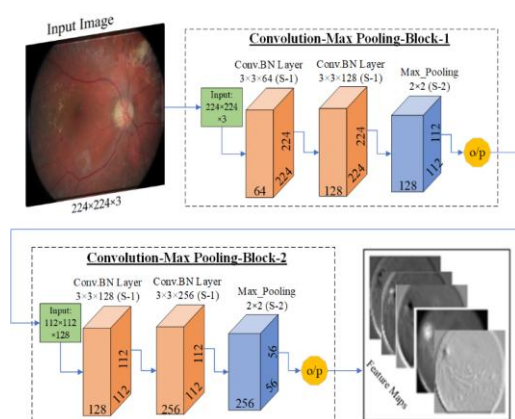 Input Image
224×224×3
Convolution-Max Pooling-Block-1
Input:
224×224
×3
Conv.BN Layer
3×3×64 (S-1)
224
224
64
Conv.BN Layer
3×3×128 (S-1)
224
224
128
Max_Pooling
2×2 (S-2)
112
112
128
o/p
Convolution-Max Pooling-Block-2
Input:
112×112
×128
Conv.BN Layer
3×3×128 (S-1)
112
112
128
Conv.BN Layer
3×3×256 (S-1)
112
112
256
Max_Pooling
2×2 (S-2)
56
56
256
o/p
Feature Maps